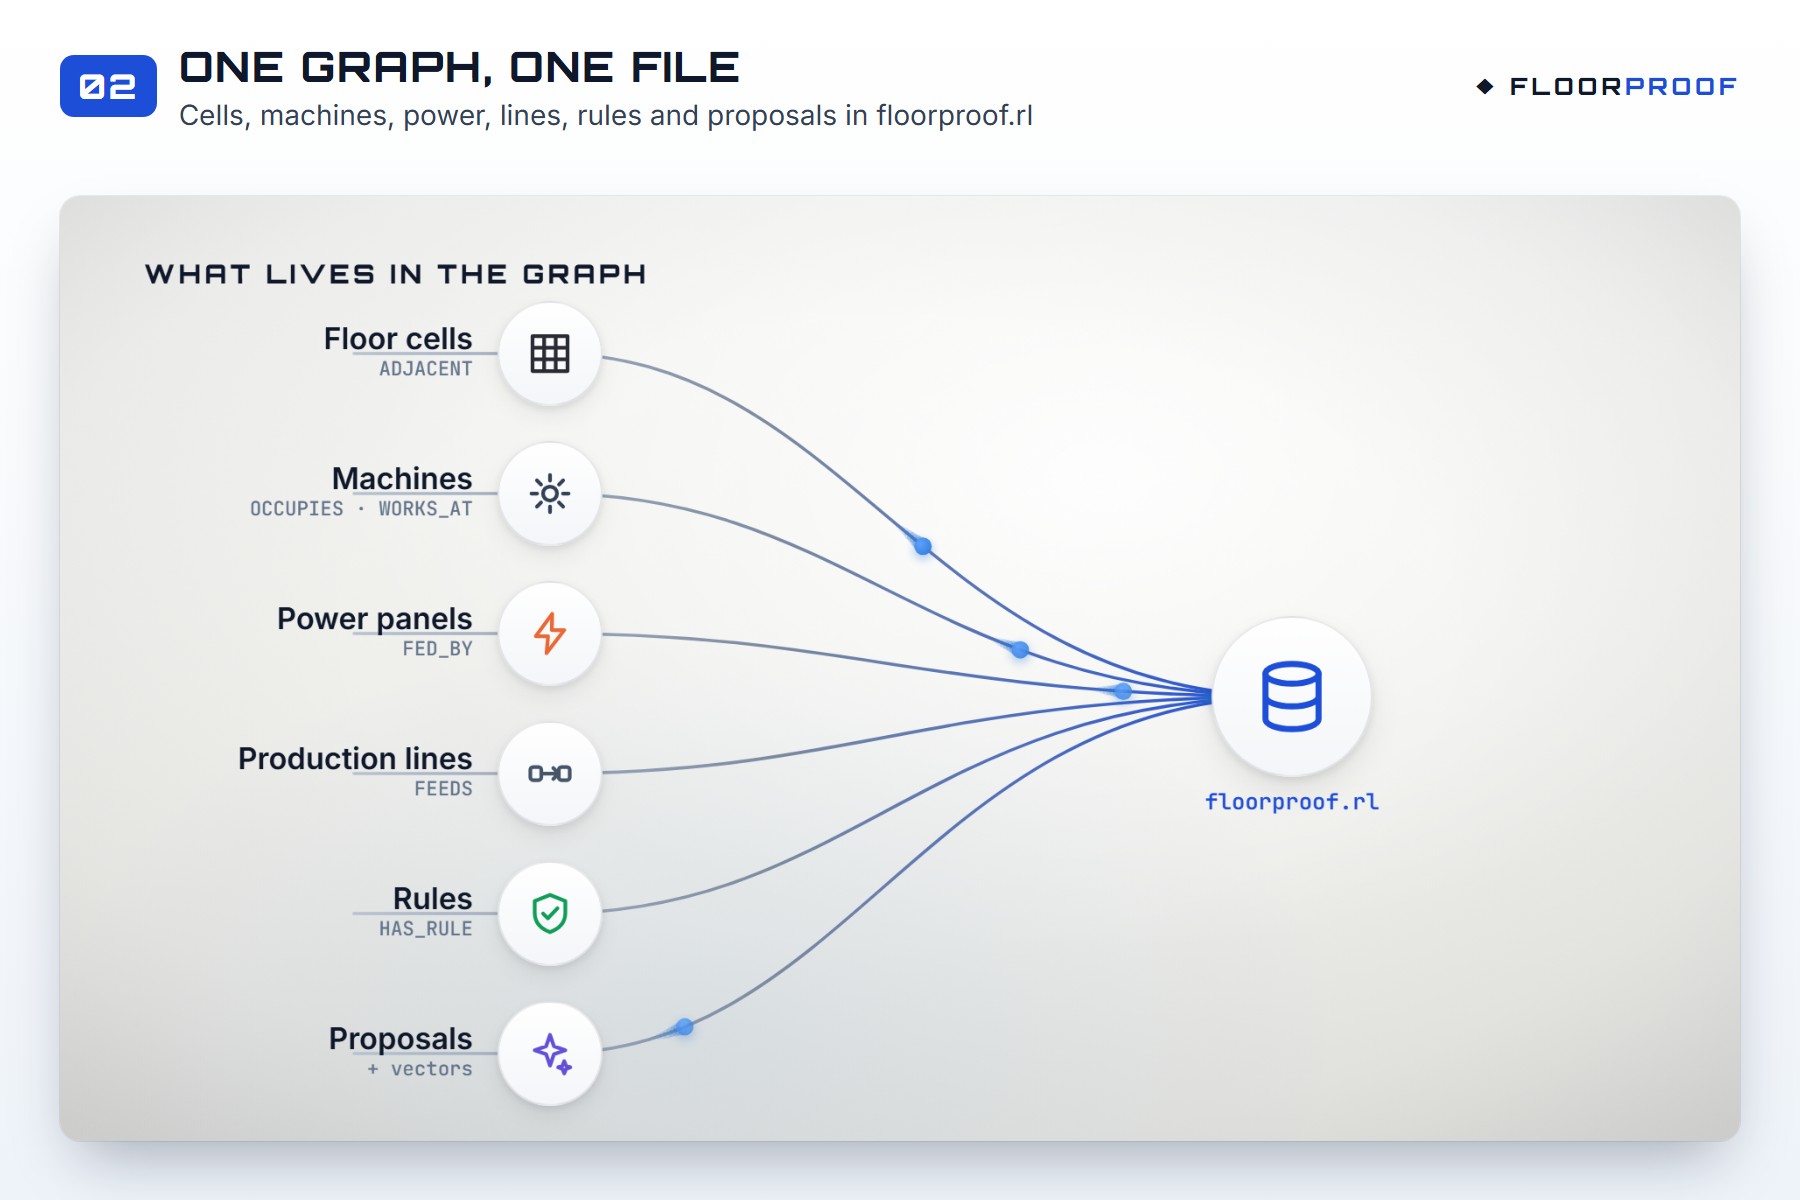 02
ONE GRAPH, ONE FILE
Cells, machines, power, lines, rules and proposals in floorproof.rl
◆ FLOORPROOF
WHAT LIVES IN THE GRAPH
Floor cells
ADJACENT
Machines
OCCUPIES · WORKS_AT
Power panels
FED_BY
Production lines
FEEDS
Rules
HAS_RULE
Proposals
+ vectors
floorproof.rl